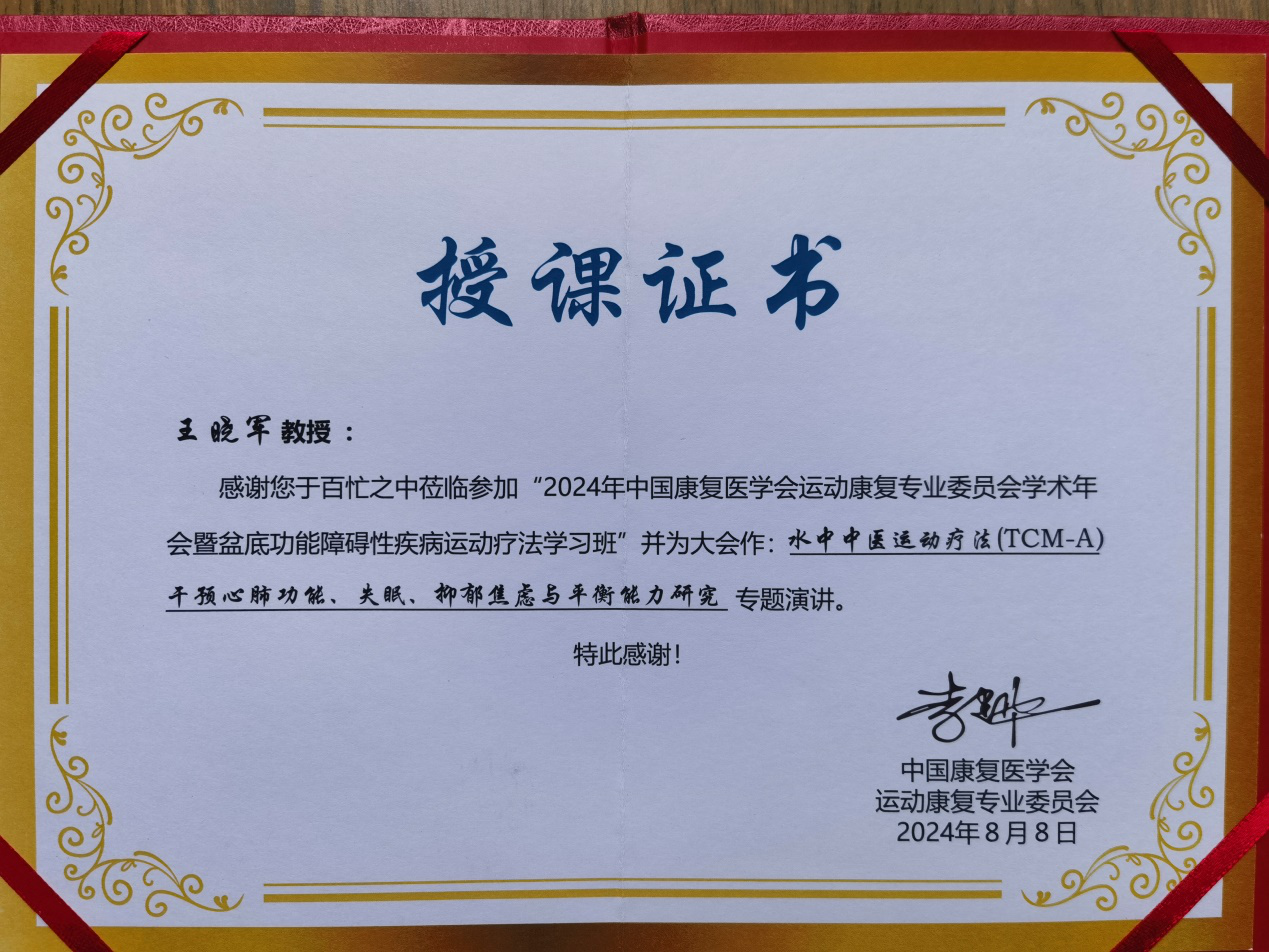 授课证书
王晓军教授：
感谢您于百忙之中莅临参加“2024年中国康复医学会运动康复专业委员会学术年
会暨盆底功能障碍性疾病运动疗法学习班”并为大会作：水中中医运动疗法(TCM-A)
干预心肺功能、失眠、抑郁焦虑与平衡能力研究 专题演讲。
特此感谢！
中国康复医学会
运动康复专业委员会
2024年8月8日